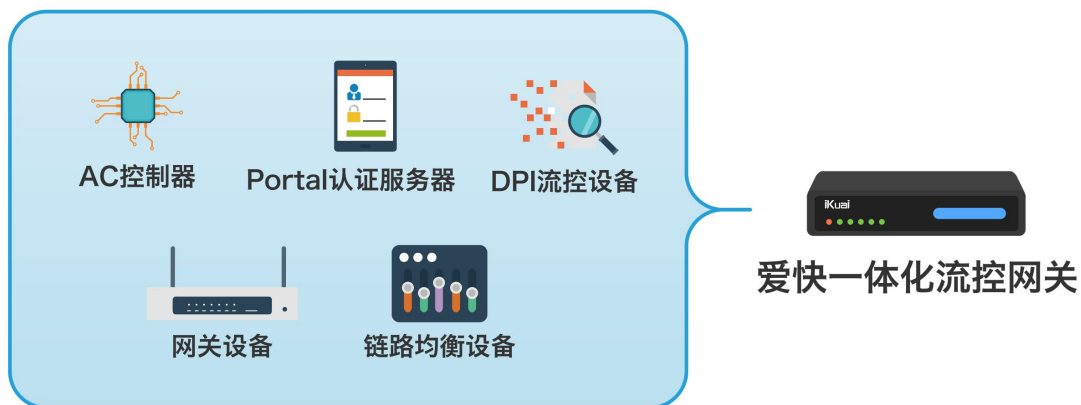 AC控制器
Portal认证服务器
DPI流控设备
网关设备
链路均衡设备
iKuai
爱快一体化流控网关